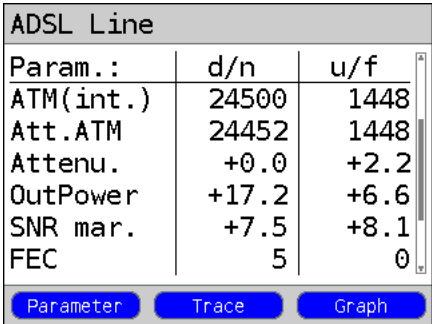 ADSL Line
Param.: d/n u/f
ATM(int.) 24500 1448
Att.ATM 24452 1448
Attenu. +0.0 +2.2
OutPower +17.2 +6.6
SNR mar. +7.5 +8.1
FEC 5 0
Parameter Trace Graph